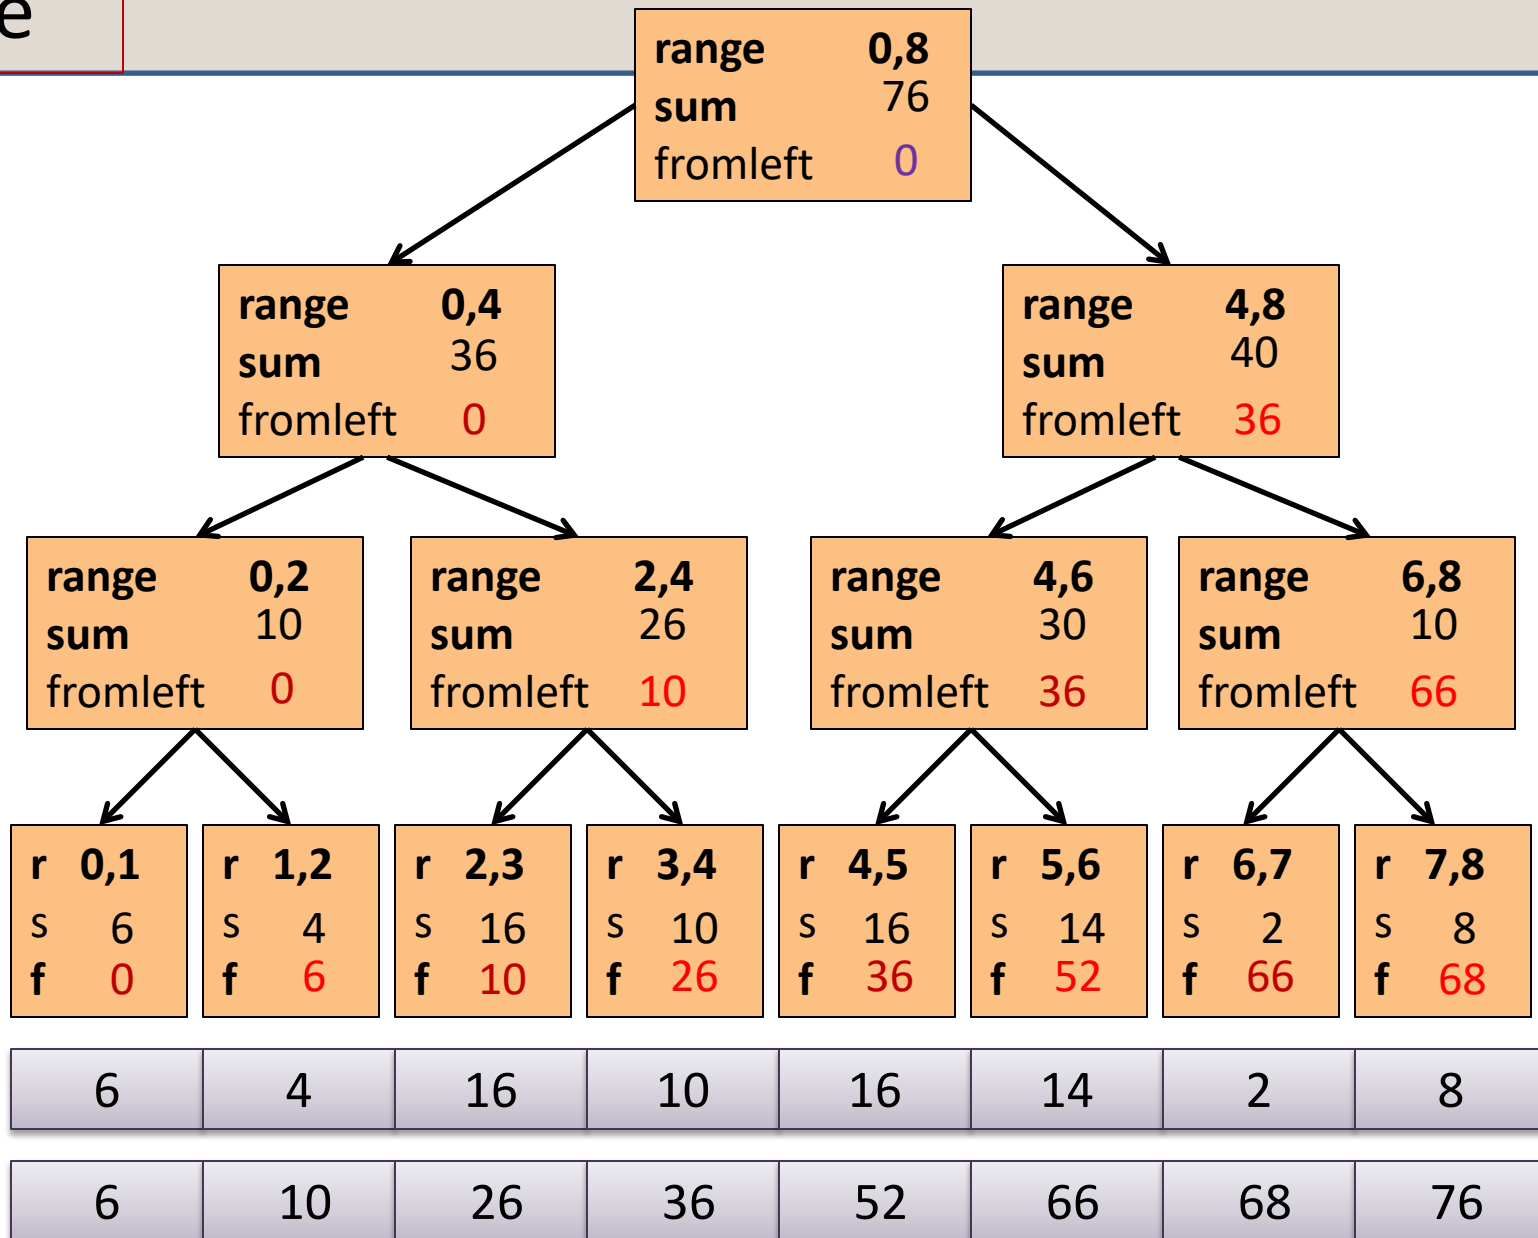 e
range 0,8
sum 76
fromleft 0
range 0,4
sum 36
fromleft 0
range 4,8
sum 40
fromleft 36
range 0,2
sum 10
fromleft 0
range 2,4
sum 26
fromleft 10
range 4,6
sum 30
fromleft 36
range 6,8
sum 10
fromleft 66
r 0,1
s 6
f 0
r 1,2
s 4
f 6
r 2,3
s 16
f 10
r 3,4
s 10
f 26
r 4,5
s 16
f 36
r 5,6
s 14
f 52
r 6,7
s 2
f 66
r 7,8
s 8
f 68
6 4 16 10 16 14 2 8
6 10 26 36 52 66 68 76